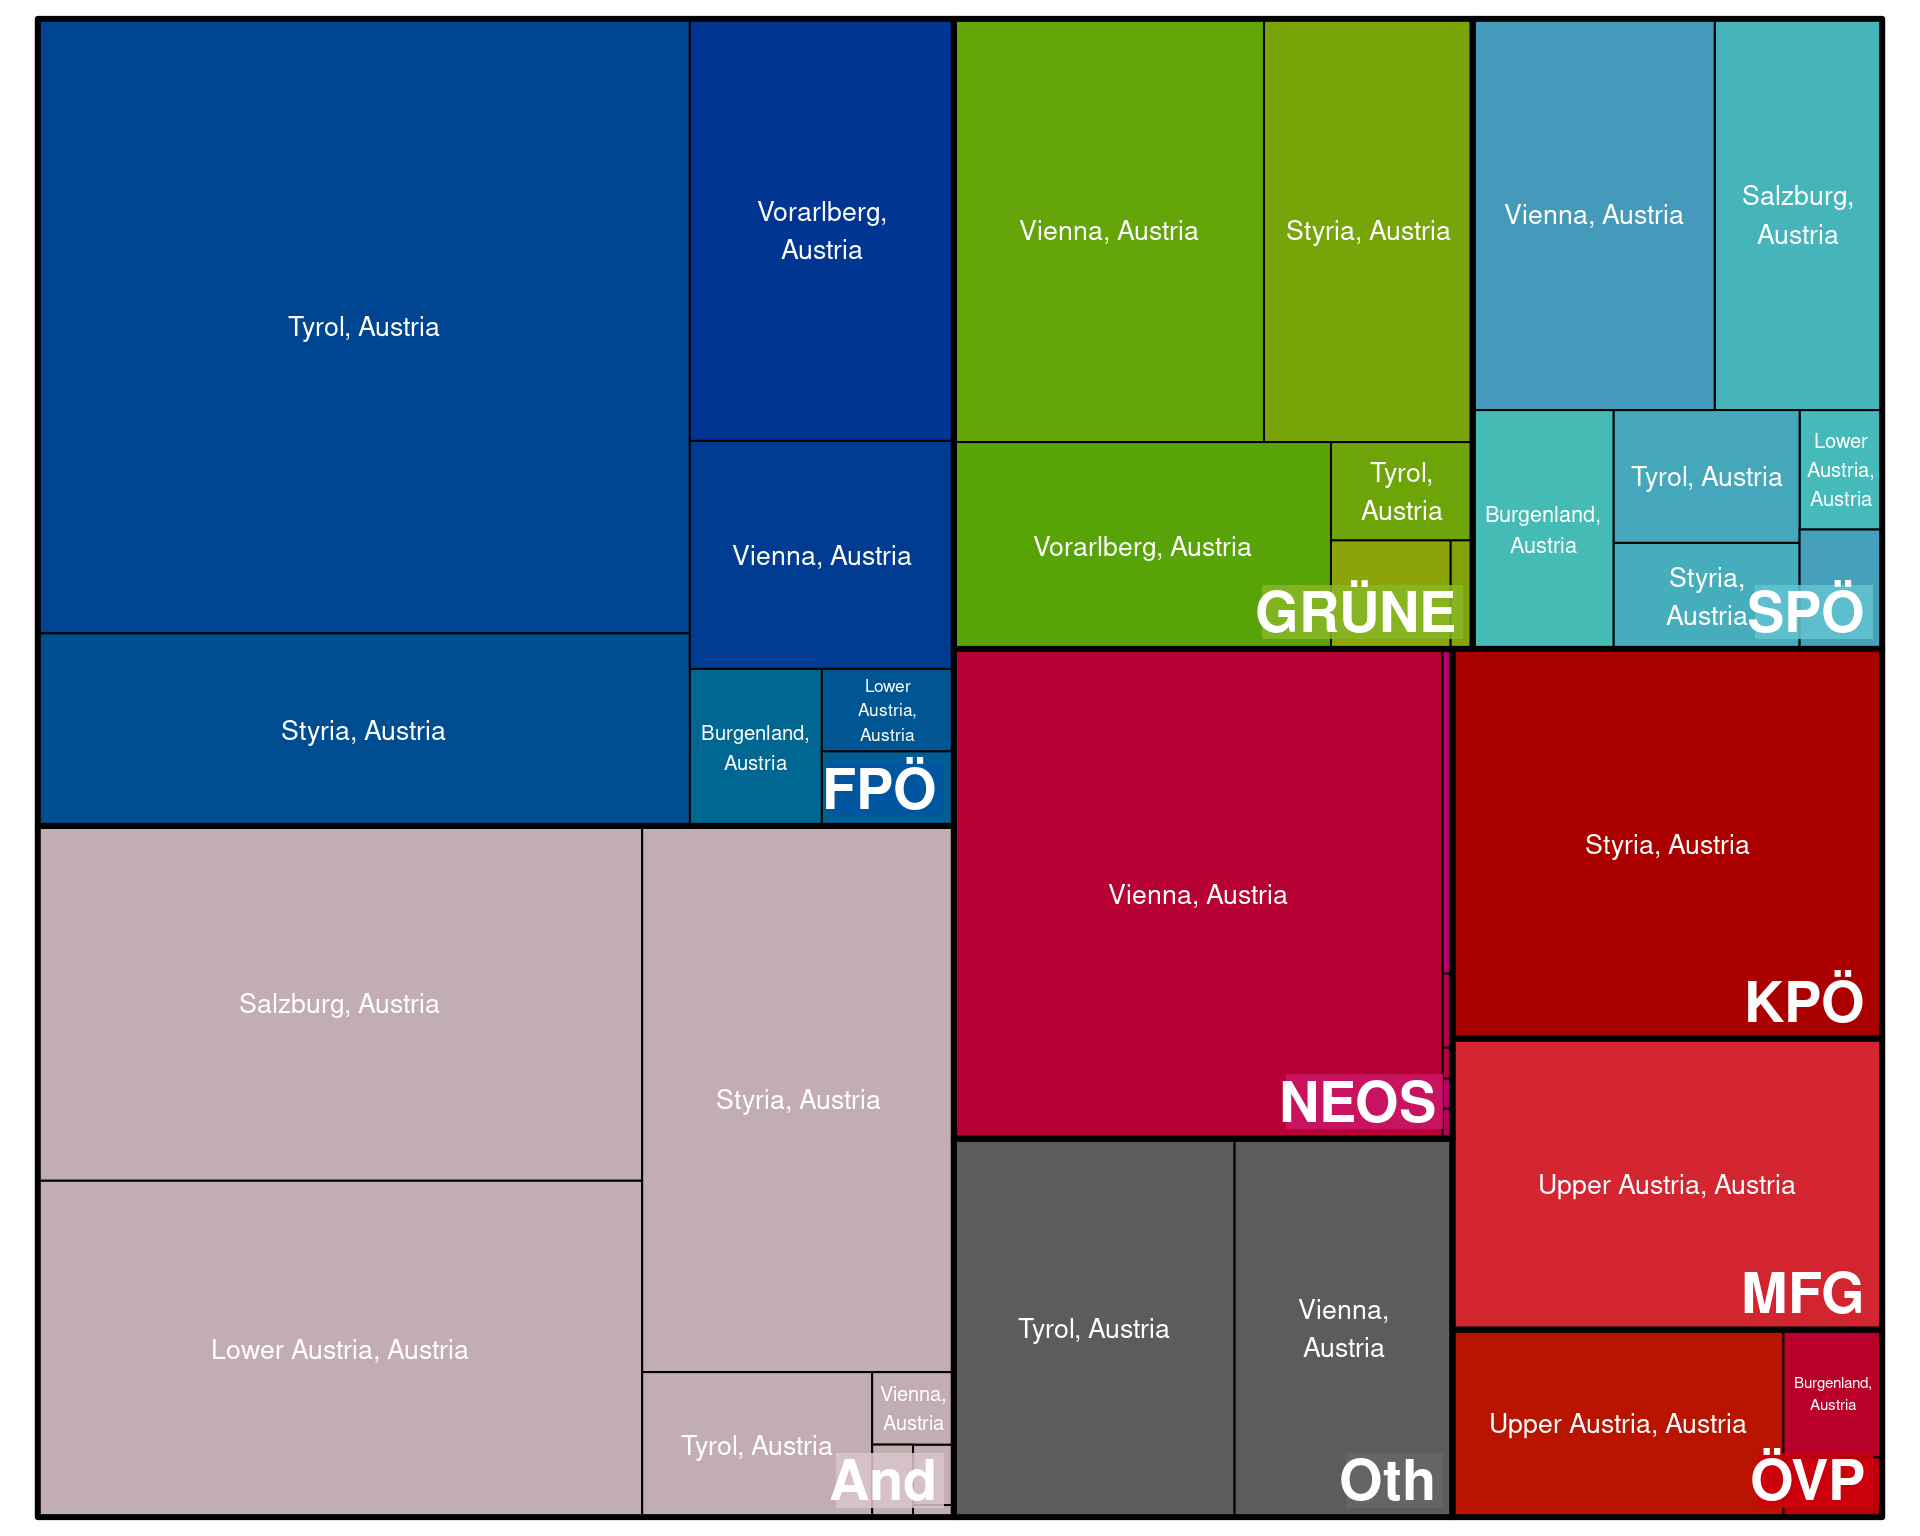 Tyrol, Austria
Vorarlberg,
Austria
Vienna, Austria
Styria, Austria
Burgenland,
Austria
Lower
Austria,
Austria
FPÖ
Vienna, Austria
Styria, Austria
Vorarlberg, Austria
Tyrol,
Austria
GRÜNE
Vienna, Austria
Salzburg,
Austria
Burgenland,
Austria
Tyrol, Austria
Lower
Austria,
Austria
Styria,
Austria
SPÖ
Salzburg, Austria
Styria, Austria
Lower Austria, Austria
Tyrol, Austria
Vienna,
Austria
And
Vienna, Austria
NEOS
Styria, Austria
KPÖ
Upper Austria, Austria
MFG
Tyrol, Austria
Vienna,
Austria
Oth
Upper Austria, Austria
Burgenland,
Austria
ÖVP